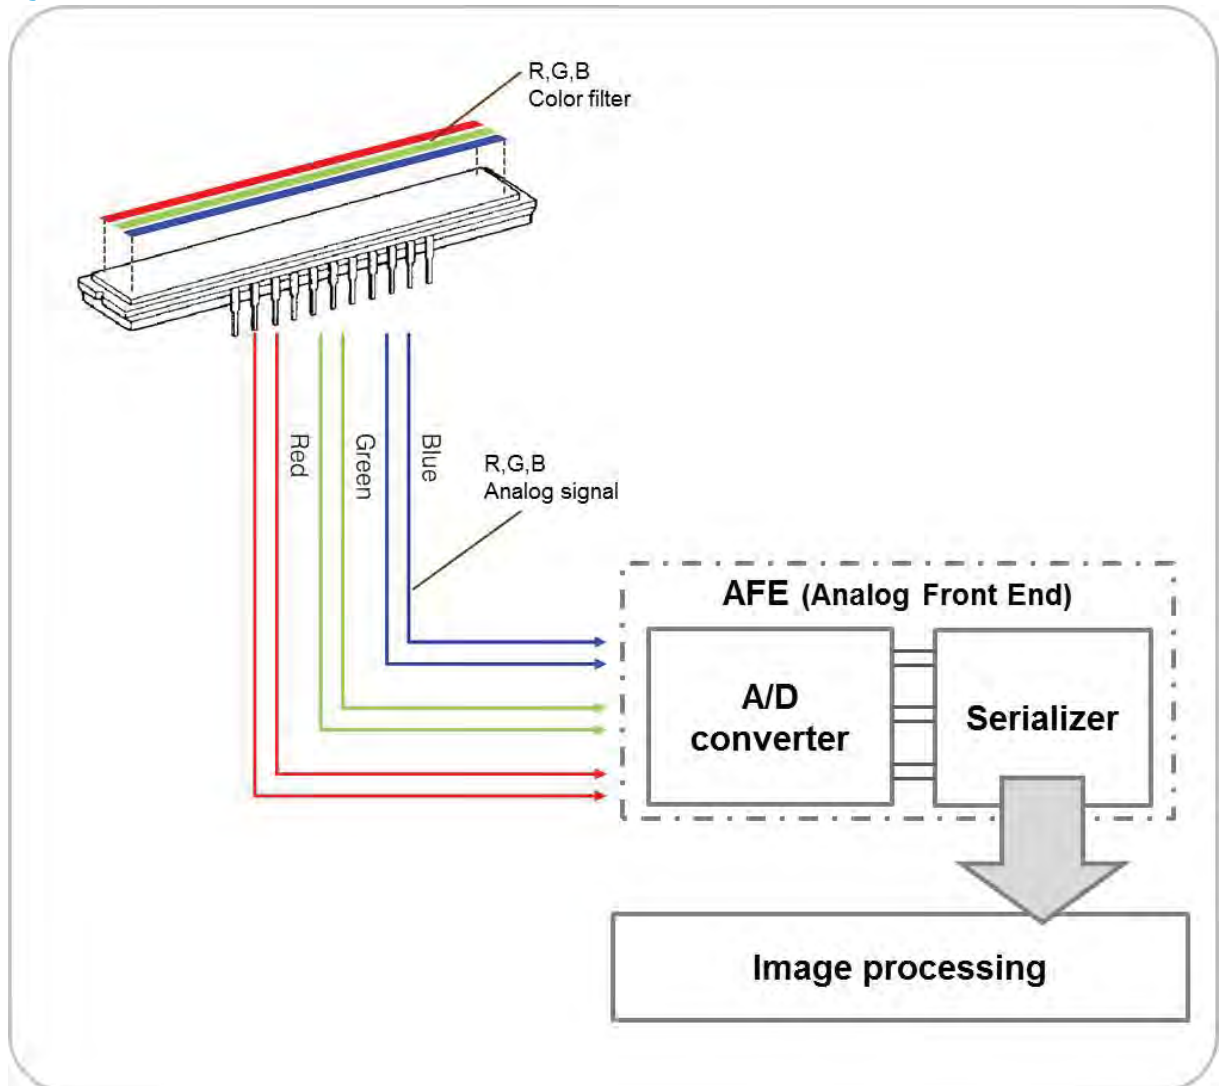 R,G,B
Color filter
Red
Green
Blue
R,G,B
Analog signal
AFE (Analog Front End)
A/D
converter
Serializer
Image processing